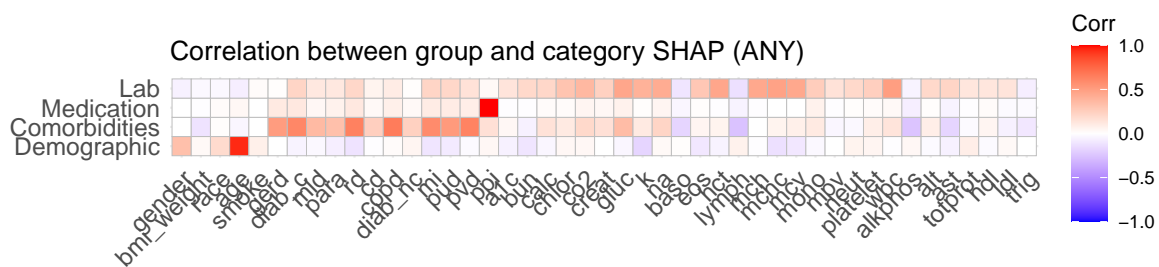 Correlation between group and category SHAP (ANY)
Corr
1.0
0.5
0.0
−0.5
−1.0
Lab
Medication
Comorbidities
Demographic
gender
bmi_weight
race
age
smoke
gerd
diab_c
mld
para
rd
copd
diab_nc
mi
pud
pvd
ppi
a1c
bun
calc
chlor
co2
creat
gluc
k
na
baso
eos
hct
lymph
mch
mchc
mcv
mono
mpv
neut
platelet
wbc
alkphos
alt
ast
totprot
hdl
ldl
trig